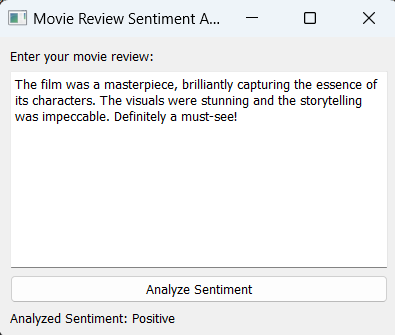 Movie Review Sentiment A...
Enter your movie review:
The film was a masterpiece, brilliantly capturing the essence of
its characters. The visuals were stunning and the storytelling
was impeccable. Definitely a must-see!
Analyze Sentiment
Analyzed Sentiment: Positive